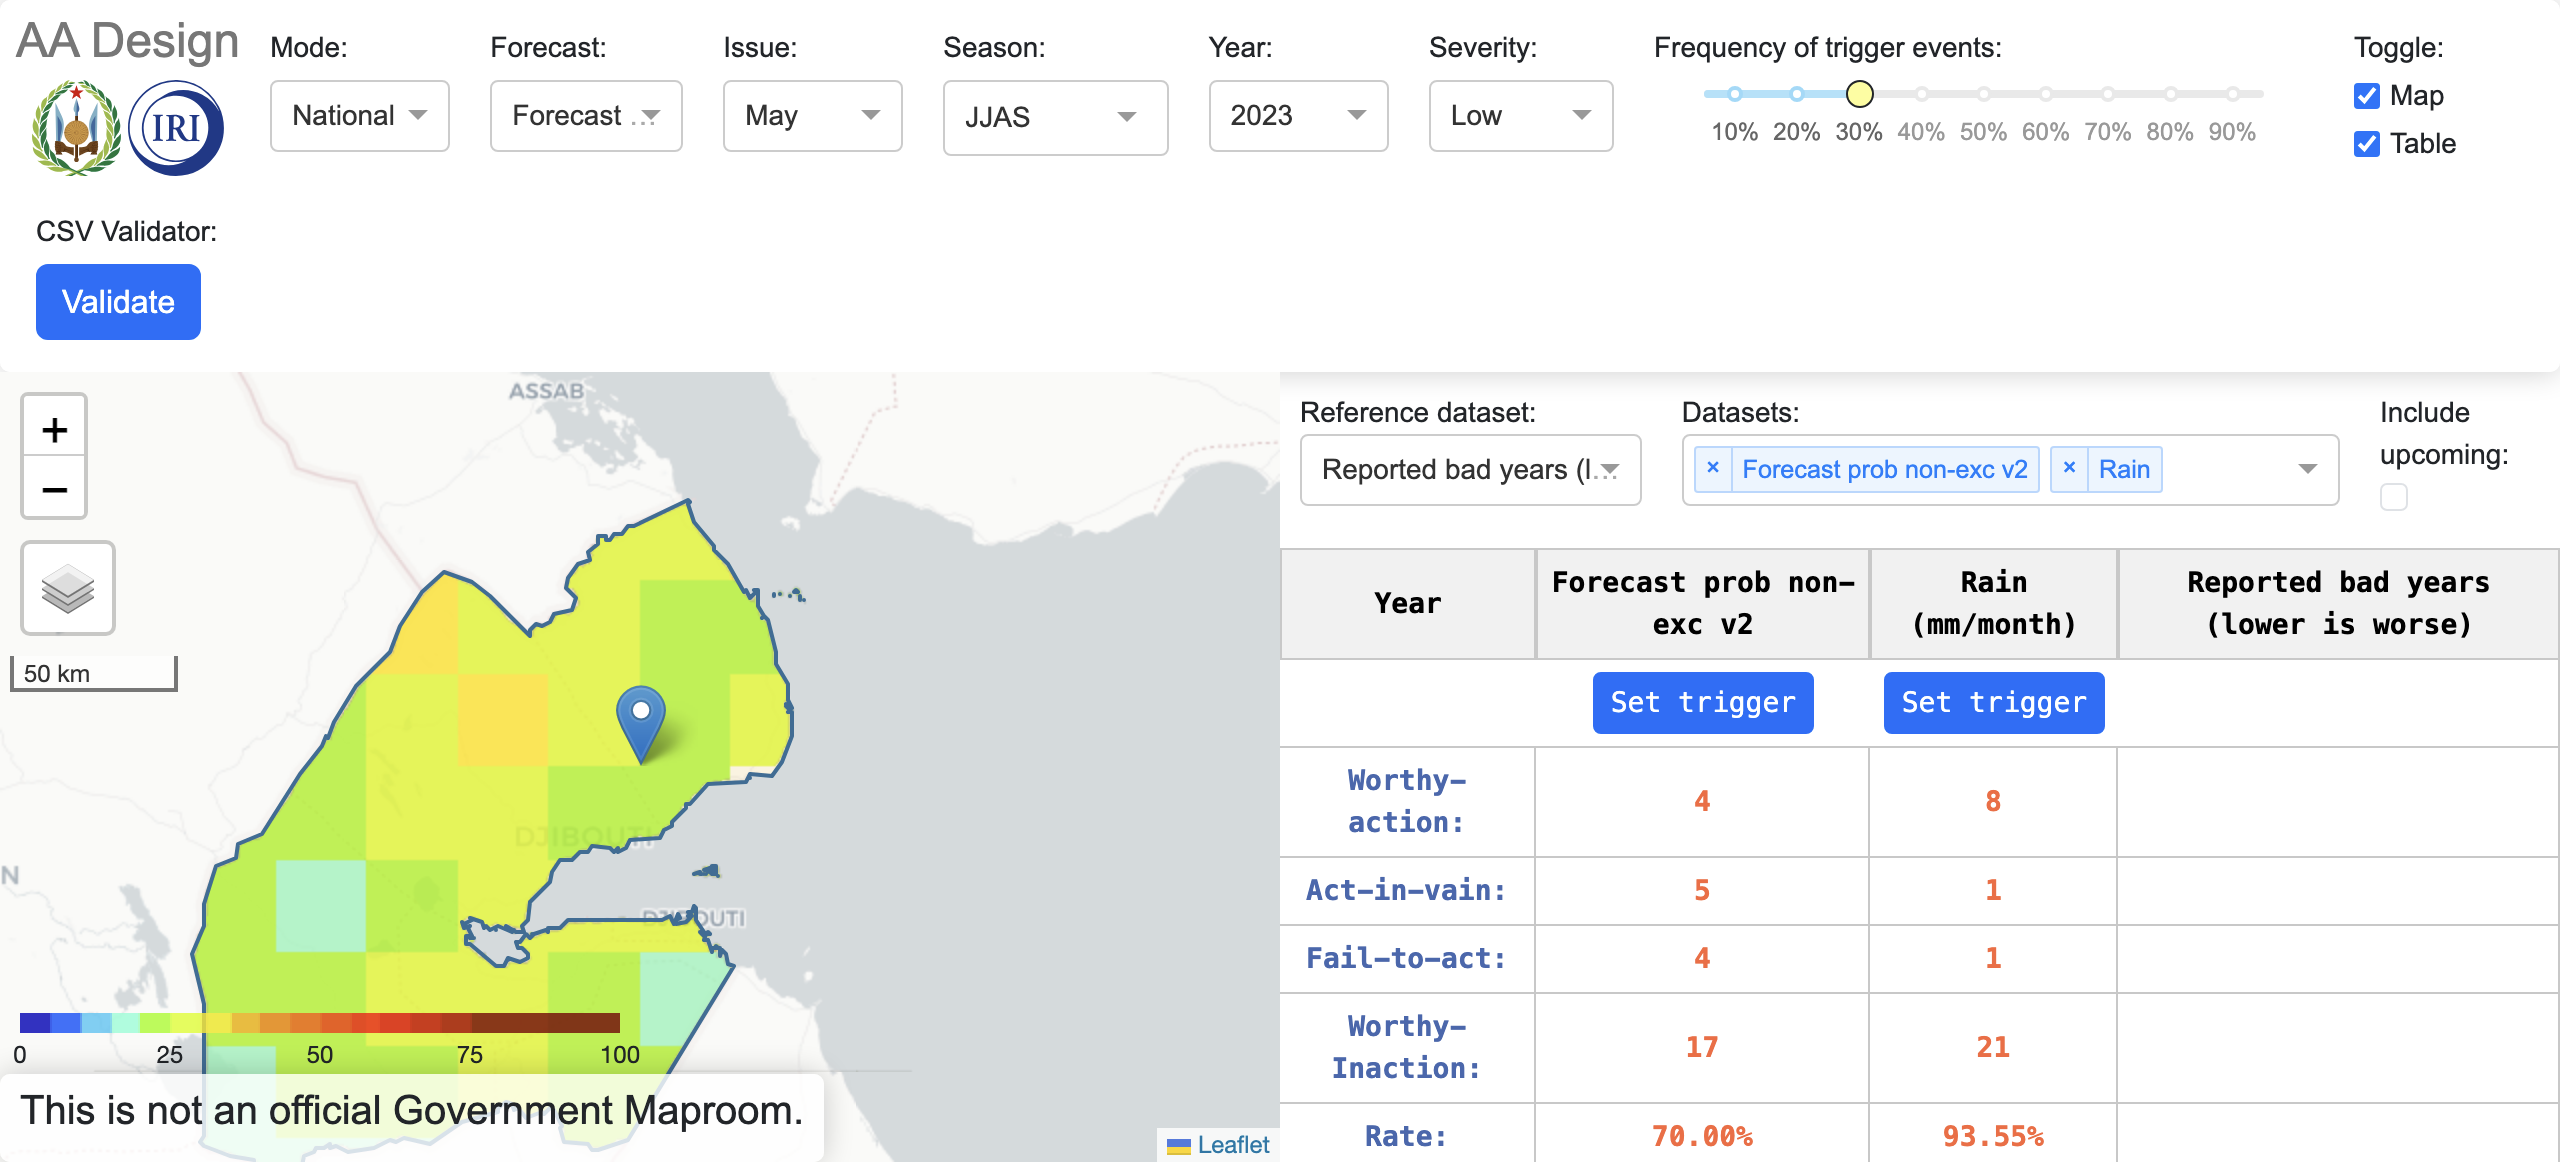 AA Design
IRI
Mode:
National
Forecast:
Forecast ...
Issue:
May
Season:
JJAS
Year:
2023
Severity:
Low
Frequency of trigger events:
10% 20% 30% 40% 50% 60% 70% 80% 90%
Toggle:
Map
Table
CSV Validator:
Validate
ASSAB
+
−
50 km
DJIBOUTI
DJIBOUTI
N
0 25 50 75 100
This is not an official Government Maproom.
Leaflet
Reference dataset:
Reported bad years (l...
Datasets:
× Forecast prob non-exc v2 × Rain
Include
upcoming:
Year
Forecast prob non-
exc v2
Rain
(mm/month)
Reported bad years
(lower is worse)
Set trigger Set trigger
Worthy-
action:
4 8
Act-in-vain: 5 1
Fail-to-act: 4 1
Worthy-
Inaction:
17 21
Rate: 70.00% 93.55%